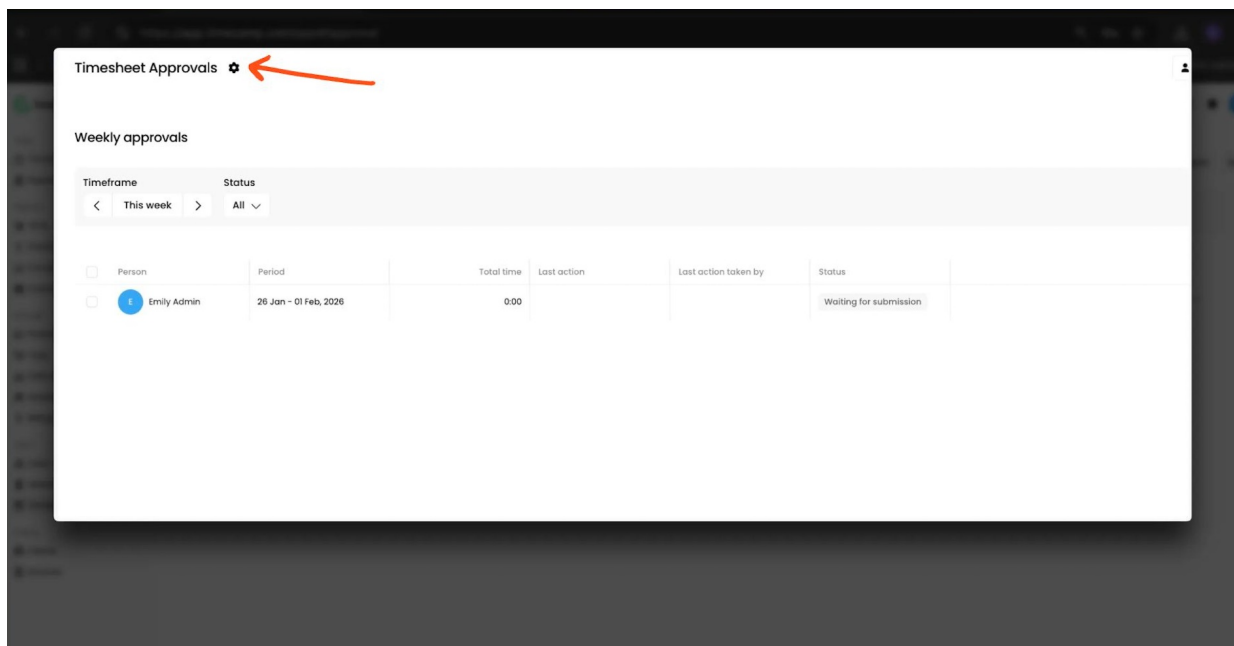 Timesheet Approvals
Weekly approvals
Timeframe Status
This week All
Person Period Total time Last action Last action taken by Status
E Emily Admin 26 Jan - 01 Feb, 2026 0:00 Waiting for submission